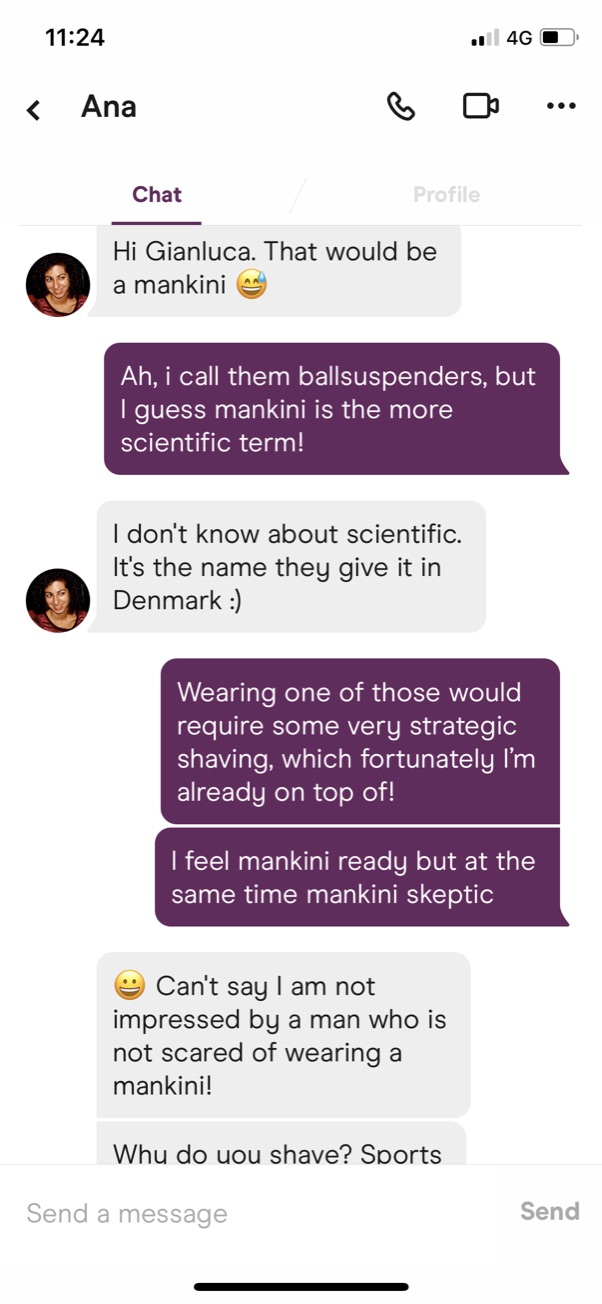 11:24
4G
Ana
Chat
Profile
Hi Gianluca. That would be
a mankini 😅
Ah, i call them ballsuspenders, but
I guess mankini is the more
scientific term!
I don't know about scientific.
It's the name they give it in
Denmark :)
Wearing one of those would
require some very strategic
shaving, which fortunately I’m
already on top of!
I feel mankini ready but at the
same time mankini skeptic
😀 Can't say I am not
impressed by a man who is
not scared of wearing a
mankini!
Why do you shave? Sports
Send a message
Send